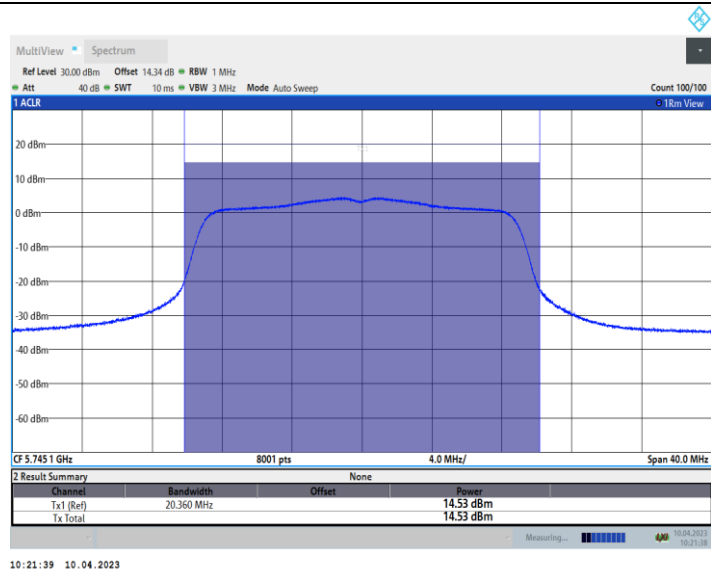 MultiView Spectrum
Ref Level 30.00 dBm Offset 14.34 dB RBW 1 MHz
Att 40 dB SWT 10 ms VBW 3 MHz Mode Auto Sweep Count 100/100
1 ACLR 1Rm View
20 dBm
10 dBm
0 dBm
-10 dBm
-20 dBm
-30 dBm
-40 dBm
-50 dBm
-60 dBm
CF 5.745 1 GHz 8001 pts 4.0 MHz/ Span 40.0 MHz
2 Result Summary None
Channel Bandwidth Offset Power
Tx1 (Ref) 20.360 MHz 14.53 dBm
Tx Total 14.53 dBm
Measuring... 10.04.2023
10:21:38
10:21:39 10.04.2023